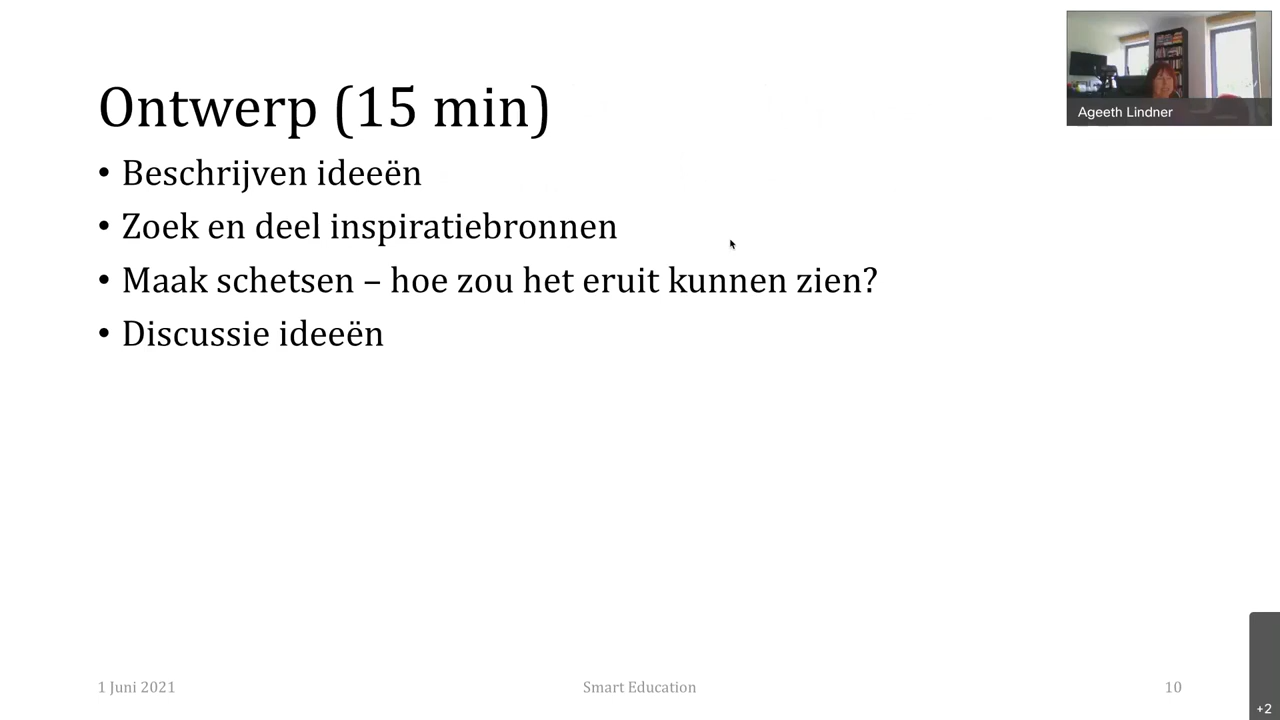 Ontwerp (15 min)
• Beschrijven ideeën
• Zoek en deel inspiratiebronnen
• Maak schetsen – hoe zou het eruit kunnen zien?
• Discussie ideeën
Ageeth Lindner
1 Juni 2021
Smart Education
10
+2